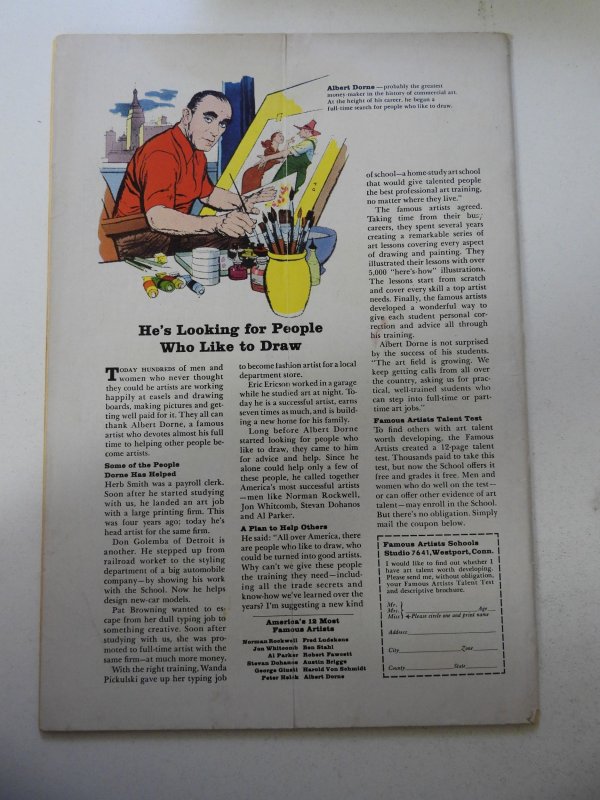 Albert Dorne—probably the greatest
money-maker in the history of commercial art.
At the height of his career, he began a
full-time search for people who like to draw.
He's Looking for People
Who Like to Draw
TODAY HUNDREDS of men and
women who never thought
they could be artists are working
happily at easels and drawing
boards, making pictures and get-
ting well paid for it. They all can
thank Albert Dorne, a famous
artist who devotes almost his full
time to helping other people be-
come artists.
Some of the People
Dorne Has Helped
Herb Smith was a payroll clerk.
Soon after he started studying
with us, he landed an art job
with a large printing firm. This
was four years ago; today he's
head artist for the same firm.
Don Golemba of Detroit is
another. He stepped up from
railroad worker to the styling
department of a big automobile
company—by showing his work
with the School. Now he helps
design new-car models.
Pat Browning wanted to es-
cape from her dull typing job to
something creative. Soon after
studying with us, she was pro-
moted to full-time artist with the
same firm—at much more money.
With the right training, Wanda
Pickulski gave up her typing job
to become fashion artist for a local
department store.
Eric Ericson worked in a garage
while he studied art at night. To-
day he is a successful artist, earns
seven times as much, and is build-
ing a new home for his family.
Long before Albert Dorne
started looking for people who
like to draw, they came to him
for advice and help. Since he
alone could help only a few of
these people, he called together
America's most successful artists
—men like Norman Rockwell,
Jon Whitcomb, Stevan Dohanos
and Al Parker.
A Plan to Help Others
He said: "All over America, there
are people who like to draw, who
could be turned into good artists.
Why can't we give these people
the training they need—includ-
ing all the trade secrets and
know-how we've learned over the
years? I'm suggesting a new kind
America's 12 Most
Famous Artists
Norman Rockwell Fred Ludekens
Jon Whitcomb Ben Stahl
Al Parker Robert Fawcett
Stevan Dohanos Austin Briggs
George Giusti Harold Von Schmidt
Peter Helck Albert Dorne
of school—a home-study art school
that would give talented people
the best professional art training,
no matter where they live."
The famous artists agreed.
Taking time from their busy
careers, they spent several years
creating a remarkable series of
art lessons covering every aspect
of drawing and painting. They
illustrated their lessons with over
5,000 "here's-how" illustrations.
The lessons start from scratch
and cover every skill a top artist
needs. Finally, the famous artists
developed a wonderful way to
give each student personal cor-
rection and advice all through
his training.
Albert Dorne is not surprised
by the success of his students.
"The art field is growing. We
keep getting calls from all over
the country, asking us for prac-
tical, well-trained students who
can step into full-time or part-
time art jobs."
Famous Artists Talent Test
To find others with art talent
worth developing, the Famous
Artists created a 12-page talent
test. Thousands paid to take this
test, but now the School offers it
free and grades it free. Men and
women who do well on the test—
or can offer other evidence of art
talent—may enroll in the School.
But there's no obligation. Simply
mail the coupon below.
Famous Artists Schools
Studio 7641, Westport, Conn.
I would like to find out whether I
have art talent worth developing.
Please send me, without obligation,
your Famous Artists Talent Test
and descriptive brochure.
Mr.
Mrs. Age
Miss Please circle one and print name
Address
City Zone
County State